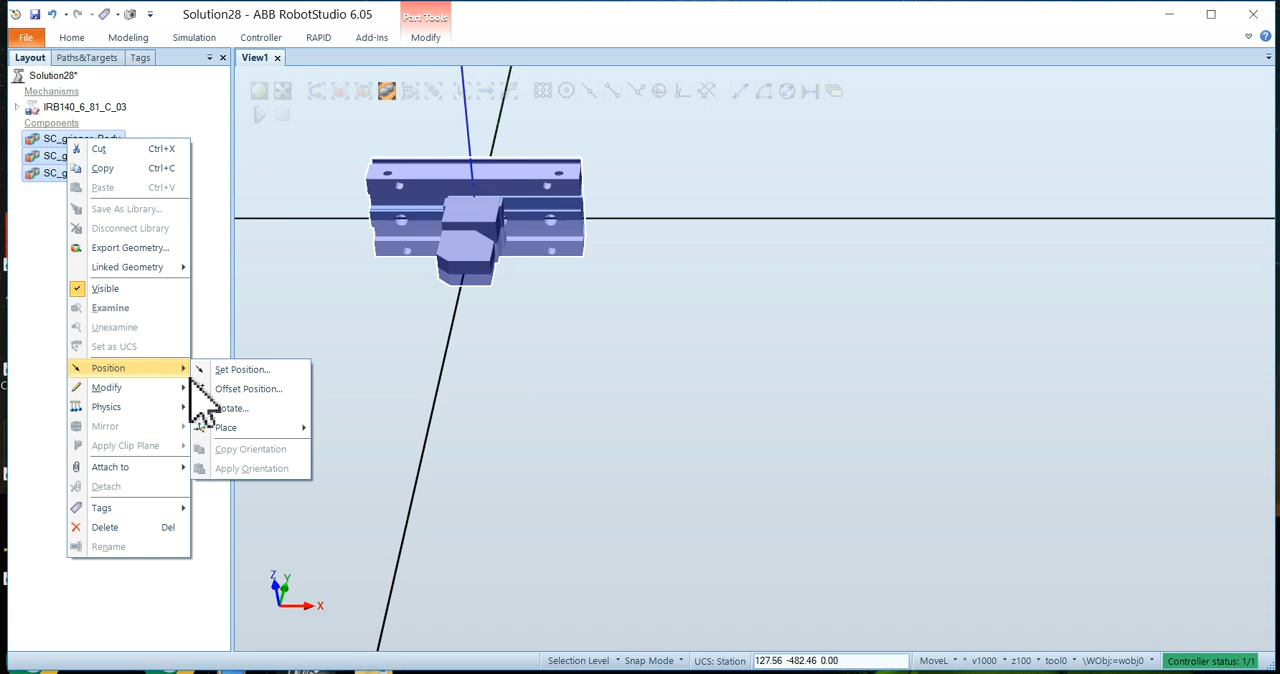 Solution28 - ABB RobotStudio 6.05
Part Tools
File Home Modeling Simulation Controller RAPID Add-Ins Modify
Layout Paths&Targets Tags
View1
Solution28*
Mechanisms
IRB140_6_81_C_03
Components
SC_gripper_Body
SC_g
SC_g
Cut Ctrl+X
Copy Ctrl+C
Paste Ctrl+V
Save As Library...
Disconnect Library
Export Geometry...
Linked Geometry
Visible
Examine
Unexamine
Set as UCS
Position
Modify
Physics
Mirror
Apply Clip Plane
Attach to
Detach
Tags
Delete Del
Rename
Set Position...
Offset Position...
otate...
Place
Copy Orientation
Apply Orientation
Z
Y
X
Selection Level Snap Mode UCS: Station 127.56 -482.46 0.00 MoveL * v1000 z100 tool0 \WObj:=wobj0 Controller status: 1/1